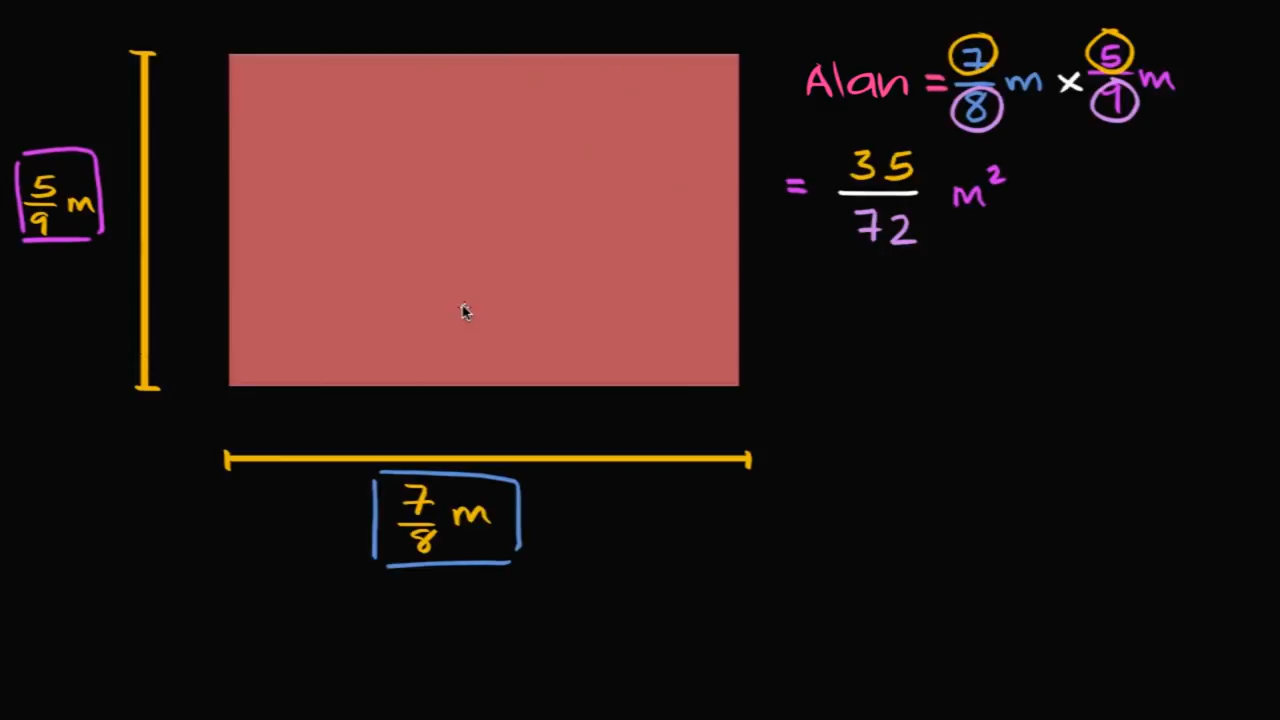 Alan = 7/8 m × 5/9 m
= 35/72 m²
5/9 m
7/8 m